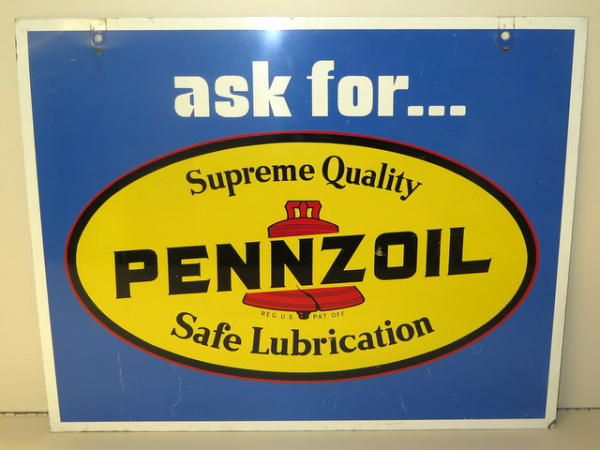 ask for...
Supreme Quality
PENNZOIL
REG. U.S. PAT. OFF.
Safe Lubrication